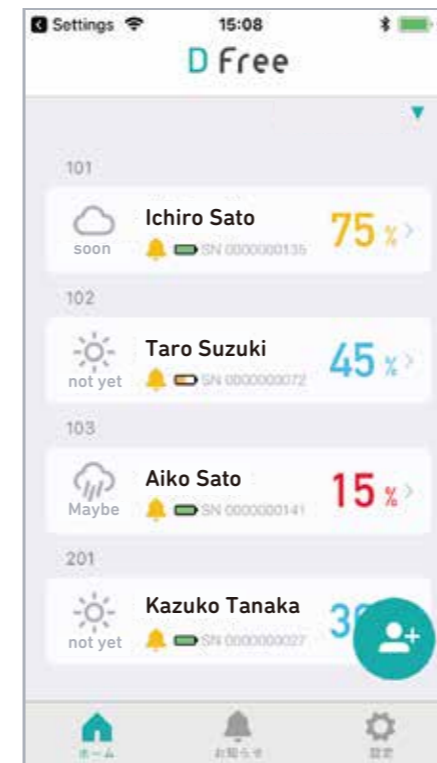 Settings 15:08
D Free
101
Ichiro Sato
75 %
soon
SN 0000000135
102
Taro Suzuki
45 %
not yet
SN 0000000072
103
Aiko Sato
15 %
Maybe
SN 0000000141
201
Kazuko Tanaka
not yet
SN 0000000027
ホーム お知らせ 設定